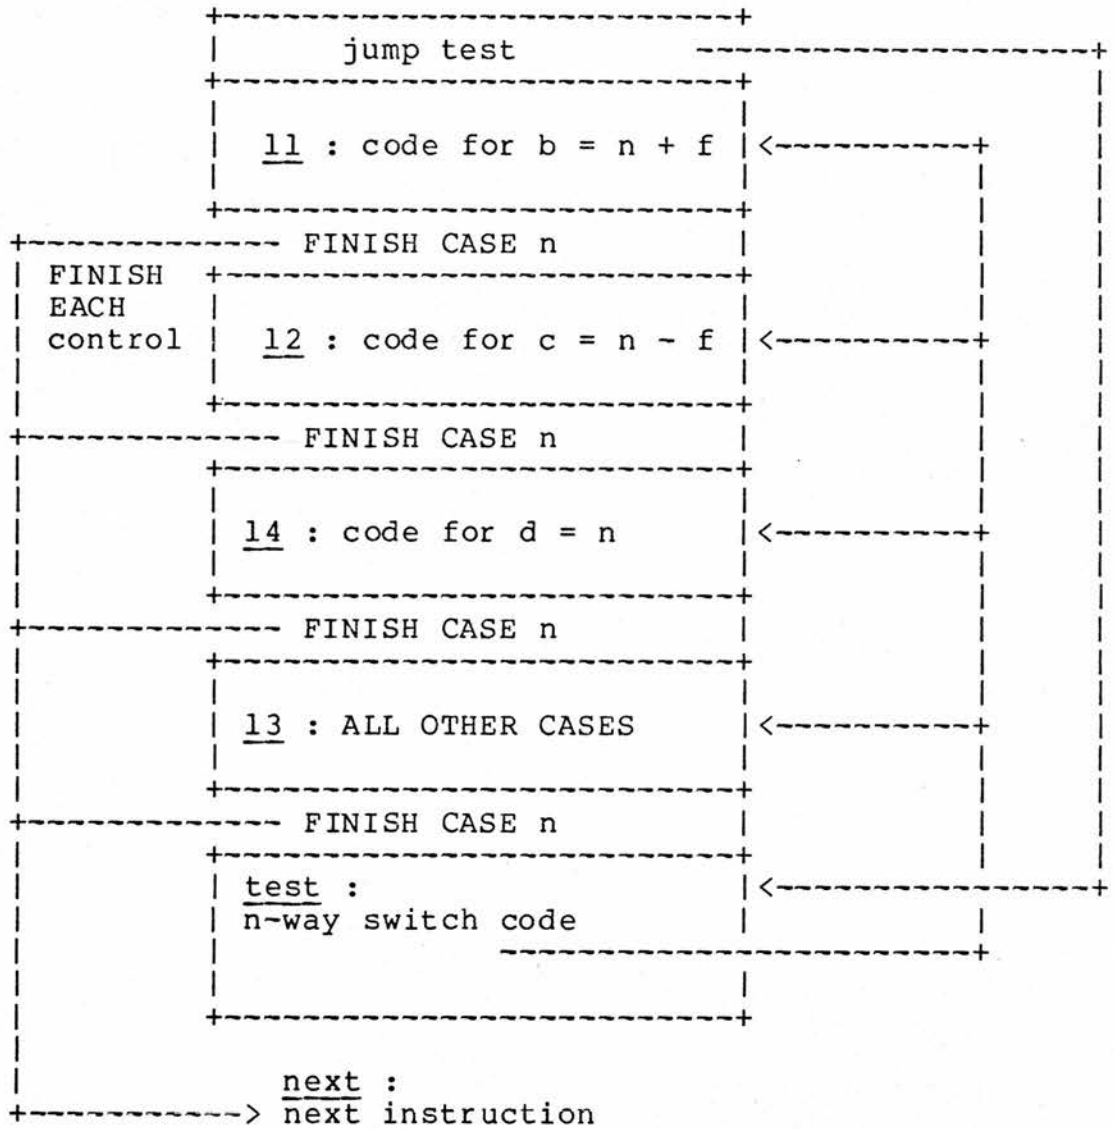 jump test
l1 : code for b = n + f
FINISH CASE n
FINISH
EACH
control
l2 : code for c = n - f
FINISH CASE n
l4 : code for d = n
FINISH CASE n
l3 : ALL OTHER CASES
FINISH CASE n
test :
n-way switch code
next :
next instruction